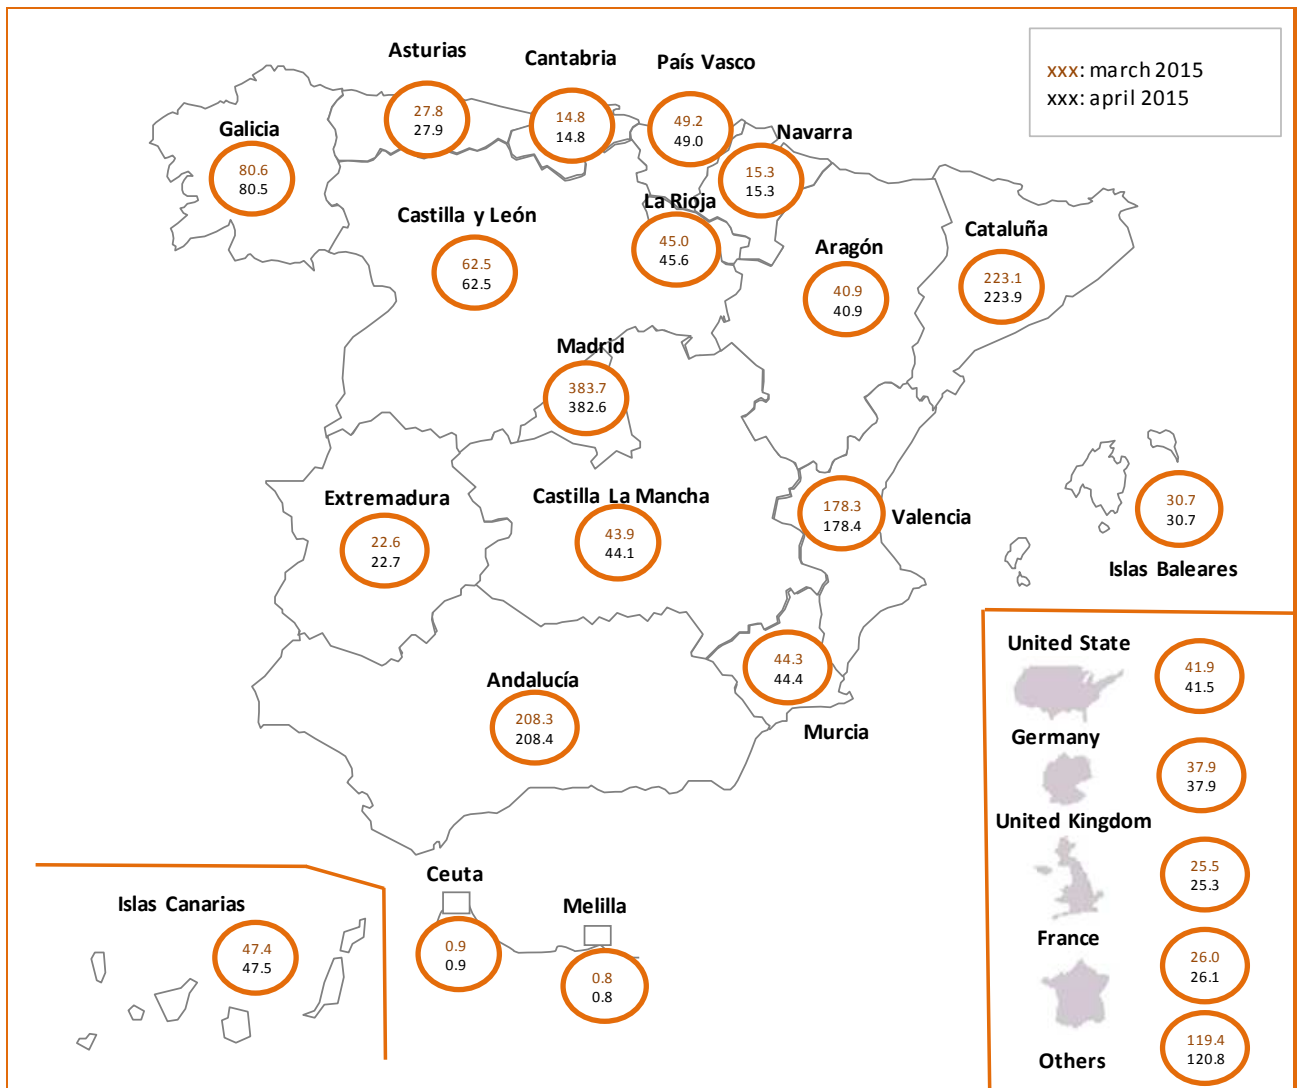 xxx: march 2015
xxx: april 2015
Asturias
27.8
27.9
Cantabria
14.8
14.8
País Vasco
49.2
49.0
Navarra
15.3
15.3
Galicia
80.6
80.5
Castilla y León
62.5
62.5
La Rioja
45.0
45.6
Aragón
40.9
40.9
Cataluña
223.1
223.9
Madrid
383.7
382.6
Extremadura
22.6
22.7
Castilla La Mancha
43.9
44.1
178.3
178.4
Valencia
30.7
30.7
Islas Baleares
Andalucía
208.3
208.4
44.3
44.4
Murcia
United State
41.9
41.5
Germany
37.9
37.9
United Kingdom
25.5
25.3
France
26.0
26.1
Others
119.4
120.8
Islas Canarias
47.4
47.5
Ceuta
0.9
0.9
Melilla
0.8
0.8